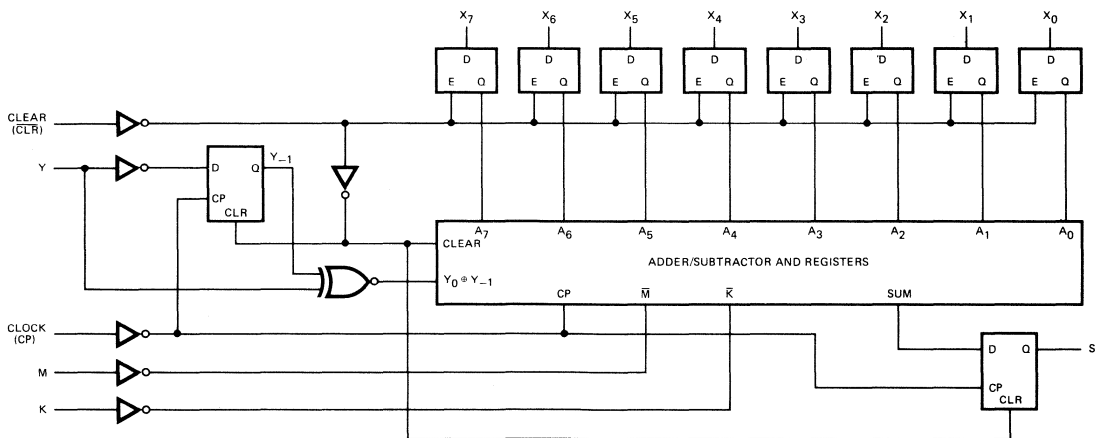 X7 X6 X5 X4 X3 X2 X1 X0
D D D D D D D D
E Q E Q E Q E Q E Q E Q E Q E Q
CLEAR
(CLR)
Y
D Q
Y−1
CP
CLR
A7 A6 A5 A4 A3 A2 A1 A0
CLEAR
ADDER/SUBTRACTOR AND REGISTERS
Y0 ⊕ Y−1
CP M̅ K̅ SUM
CLOCK
(CP)
D Q
S
M
CP
CLR
K